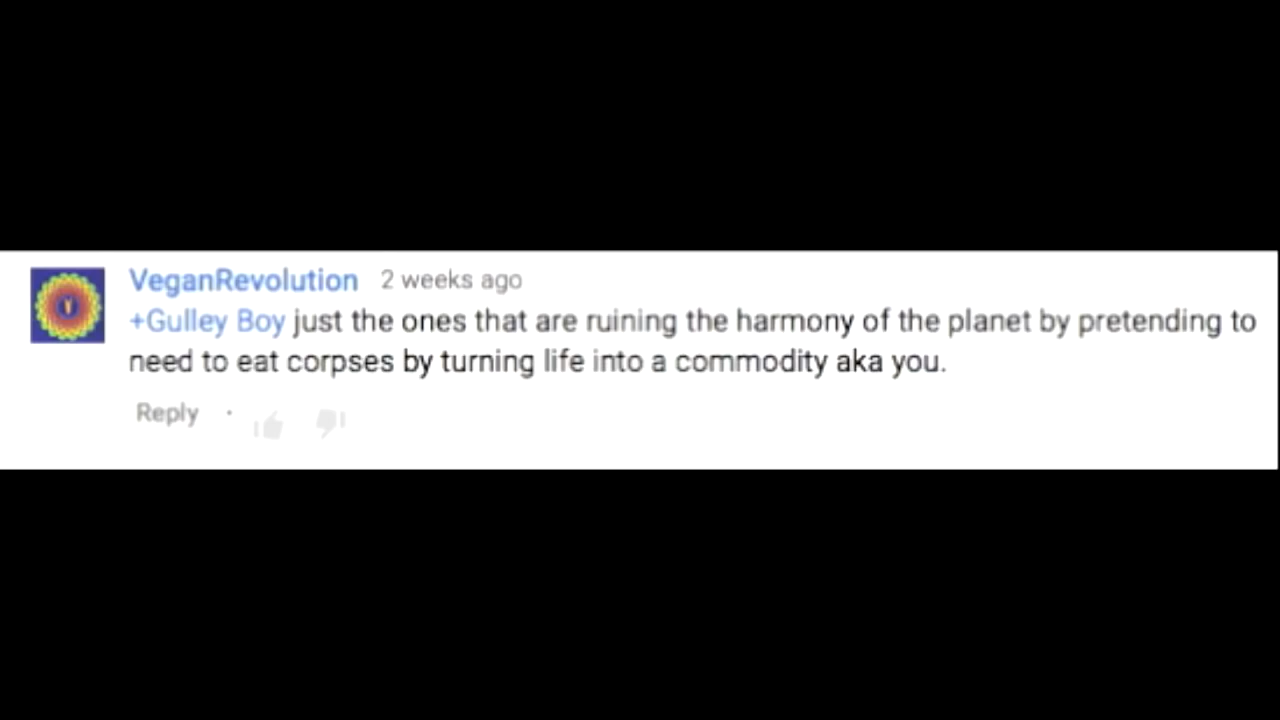 VeganRevolution 2 weeks ago
+Gulley Boy just the ones that are ruining the harmony of the planet by pretending to
need to eat corpses by turning life into a commodity aka you.
Reply ·